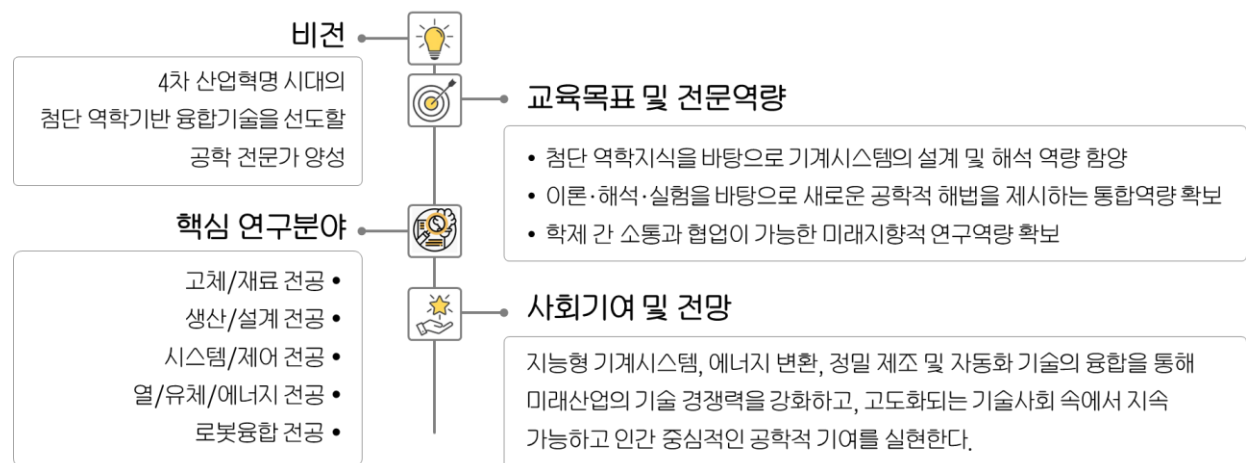 비전
4차 산업혁명 시대의
첨단 역학기반 융합기술을 선도할
공학 전문가 양성
교육목표 및 전문역량
• 첨단 역학지식을 바탕으로 기계시스템의 설계 및 해석 역량 함양
• 이론·해석·실험을 바탕으로 새로운 공학적 해법을 제시하는 통합역량 확보
• 학제 간 소통과 협업이 가능한 미래지향적 연구역량 확보
핵심 연구분야
고체/재료 전공 •
생산/설계 전공 •
시스템/제어 전공 •
열/유체/에너지 전공 •
로봇융합 전공 •
사회기여 및 전망
지능형 기계시스템, 에너지 변환, 정밀 제조 및 자동화 기술의 융합을 통해
미래산업의 기술 경쟁력을 강화하고, 고도화되는 기술사회 속에서 지속
가능하고 인간 중심적인 공학적 기여를 실현한다.